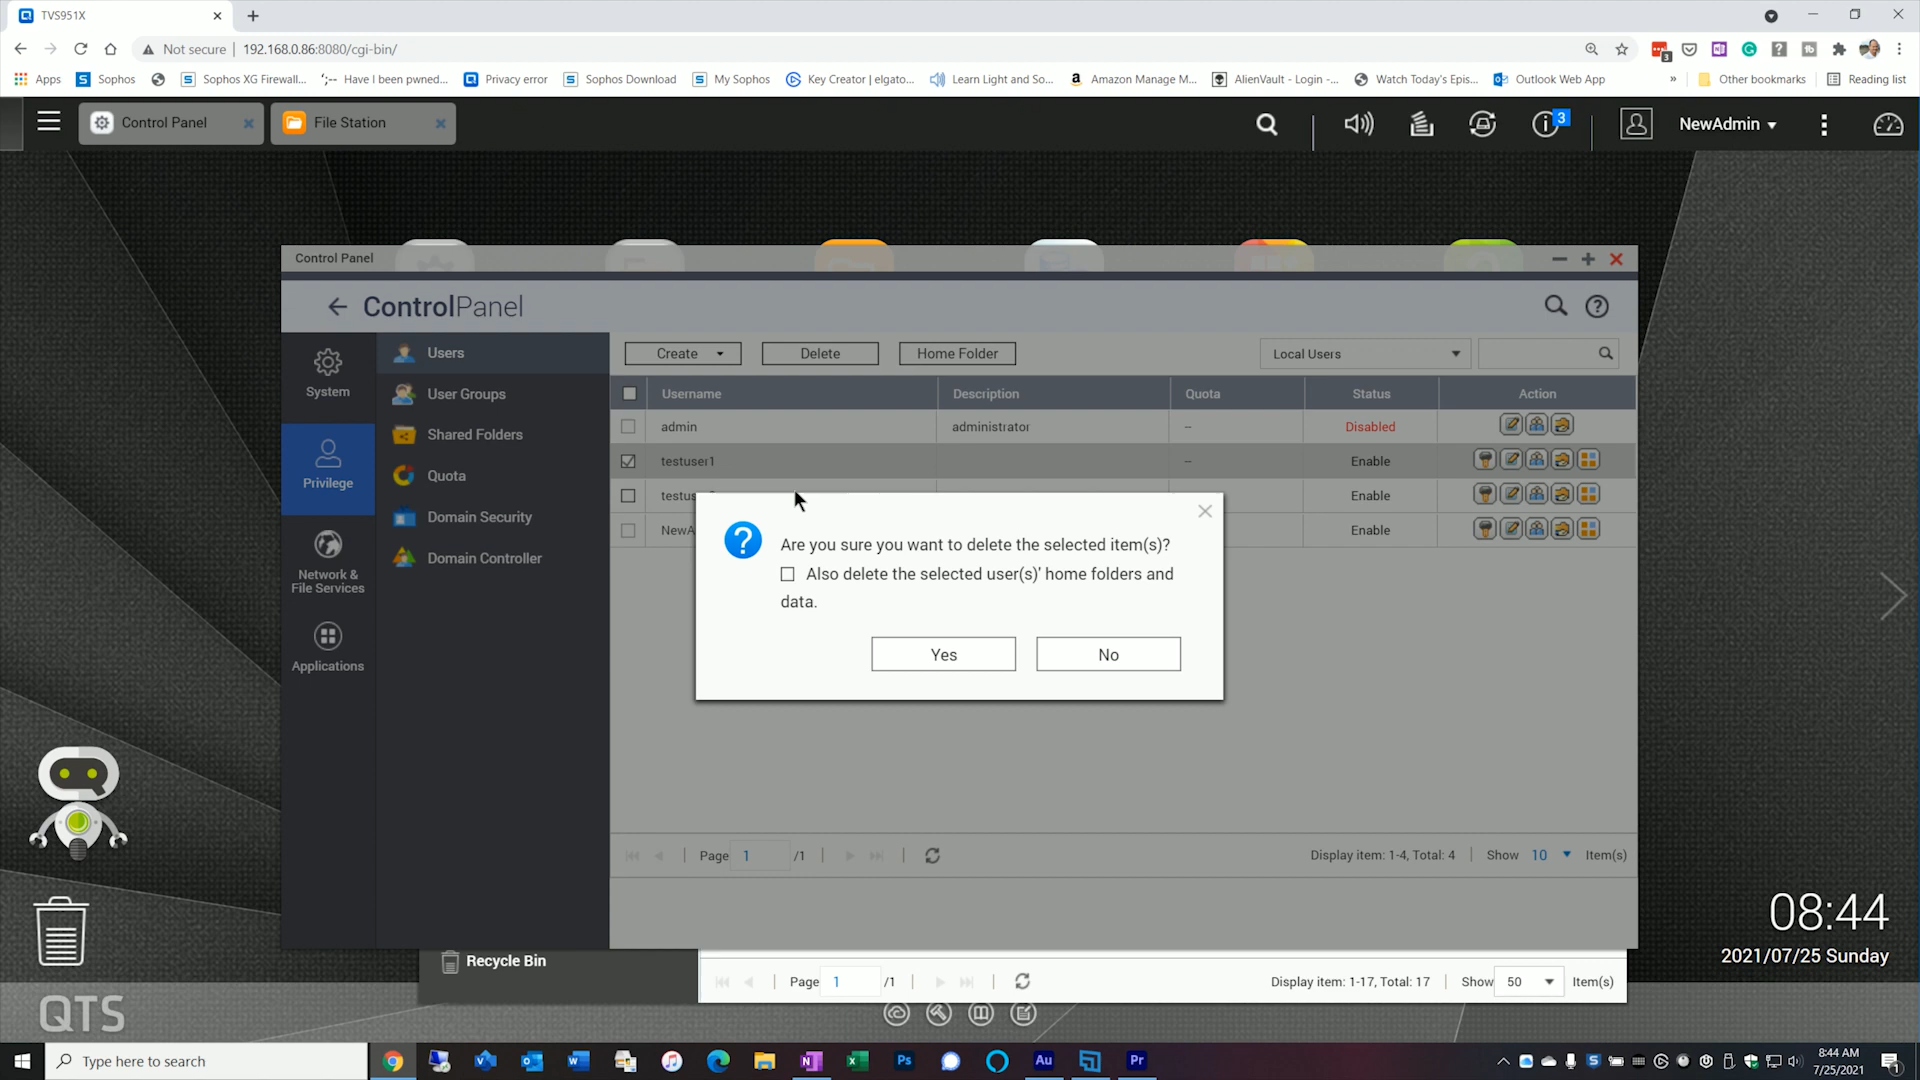 TVS951X
Not secure | 192.168.0.86:8080/cgi-bin/
Apps Sophos Sophos XG Firewall... Have I been pwned... Privacy error Sophos Download My Sophos Key Creator | elgato... Learn Light and So... Amazon Manage M... AlienVault - Login -... Watch Today's Epis... Outlook Web App » Other bookmarks Reading list
Control Panel File Station 3 NewAdmin
Control Panel
ControlPanel
System
Privilege
Network &
File Services
Applications
Users
User Groups
Shared Folders
Quota
Domain Security
Domain Controller
Create Delete Home Folder Local Users
Username Description Quota Status Action
admin administrator -- Disabled
testuser1 -- Enable
testus Enable
NewA Enable
Are you sure you want to delete the selected item(s)?
Also delete the selected user(s)' home folders and
data.
Yes No
Page 1 /1 Display item: 1-4, Total: 4 Show 10 Item(s)
Recycle Bin
Page 1 /1 Display item: 1-17, Total: 17 Show 50 Item(s)
08:44
2021/07/25 Sunday
QTS
Type here to search
Ps Au Pr
8:44 AM
7/25/2021
1